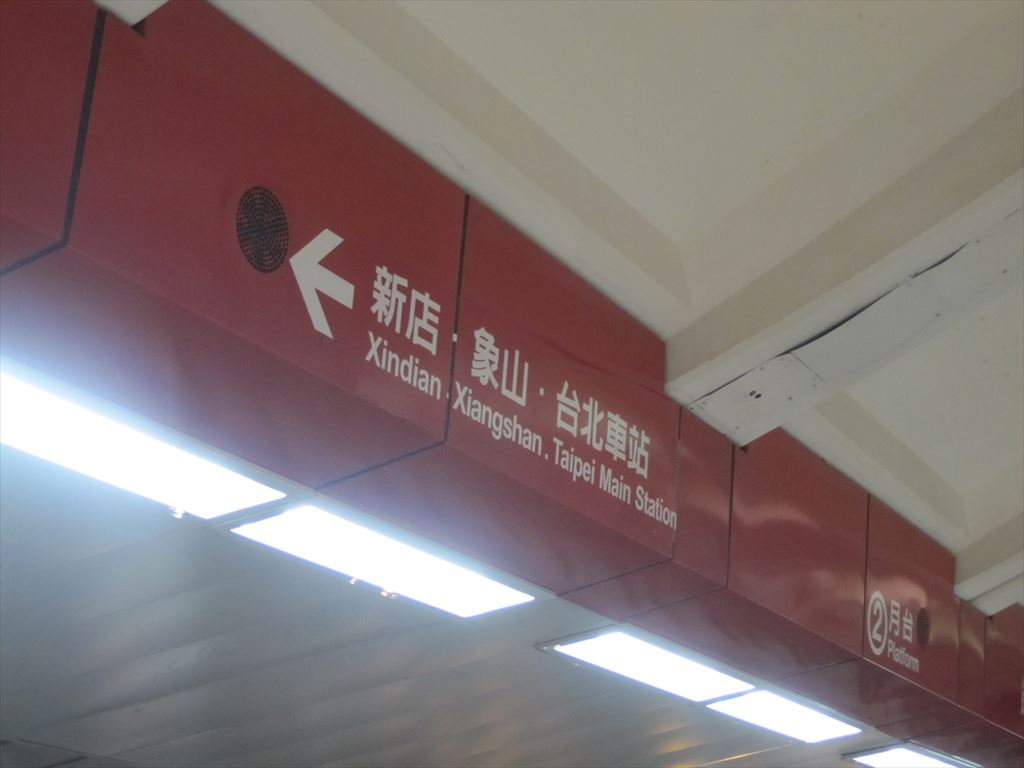 新店・象山・台北車站
Xindian . Xiangshan . Taipei Main Station
② 月台
Platform